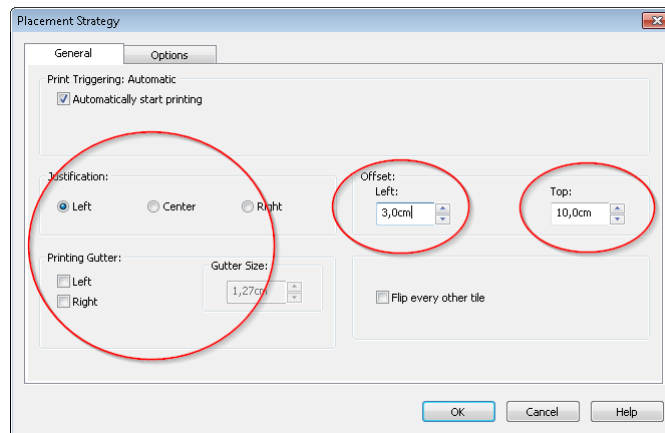 Placement Strategy
General
Options
Print Triggering: Automatic
Automatically start printing
Justification:
Left
Center
Right
Offset:
Left:
Top:
3,0cm
10,0cm
Printing Gutter:
Left
Right
Gutter Size:
1,27cm
Flip every other tile
OK
Cancel
Help